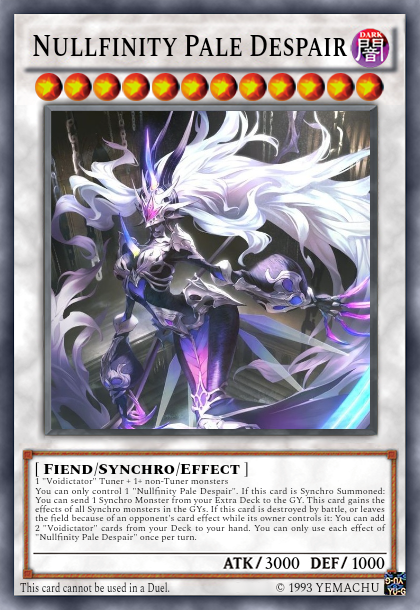 Nullfinity Pale Despair
DARK
闇
[ Fiend/Synchro/Effect ]
1 "Voidictator" Tuner + 1+ non-Tuner monsters
You can only control 1 "Nullfinity Pale Despair". If this card is Synchro Summoned:
You can send 1 Synchro Monster from your Extra Deck to the GY. This card gains the
effects of all Synchro monsters in the GYs. If this card is destroyed by battle, or leaves
the field because of an opponent's card effect while its owner controls it: You can add
2 "Voidictator" cards from your Deck to your hand. You can only use each effect of
"Nullfinity Pale Despair" once per turn.
ATK/3000 DEF/1000
This card cannot be used in a Duel.
© 1993 YEMACHU
YU-G